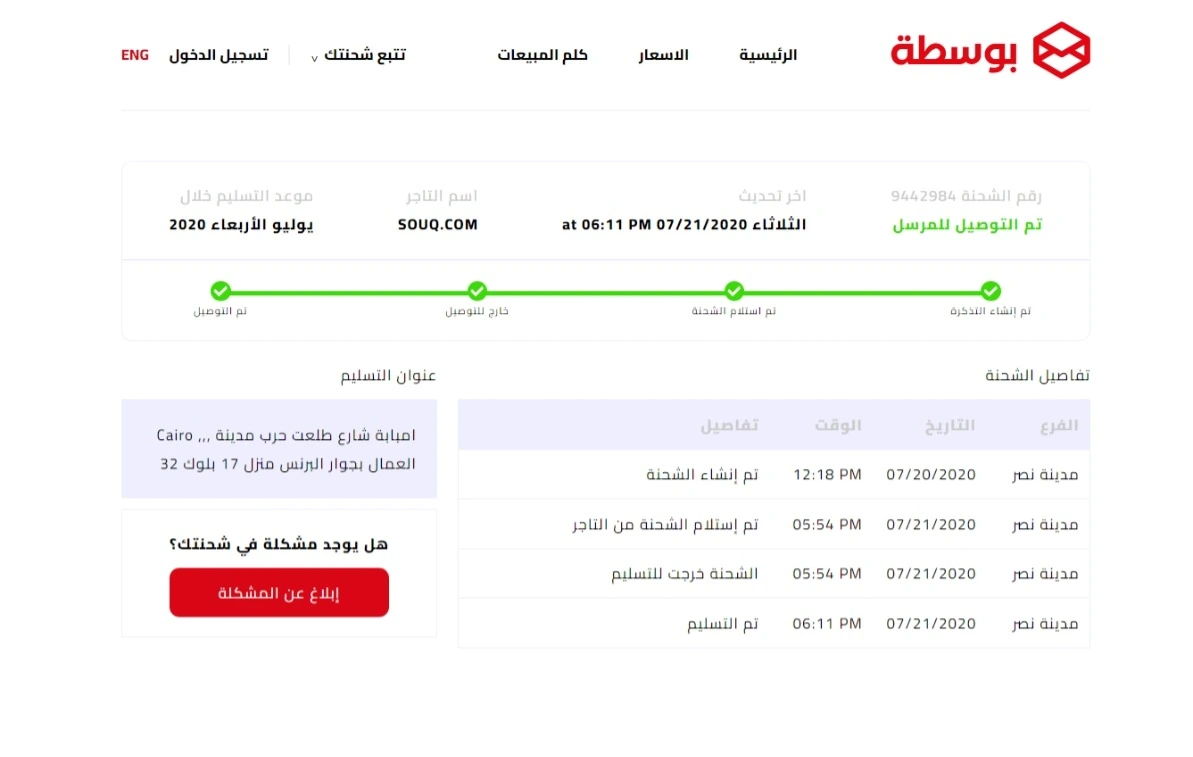 بوسطة
الرئيسية الاسعار كلم المبيعات تتبع شحنتك تسجيل الدخول ENG
رقم الشحنة 9442984 اخر تحديث اسم التاجر موعد التسليم خلال
تم التوصيل للمرسل الثلاثاء 07/21/2020 at 06:11 PM SOUQ.COM يوليو الأربعاء 2020
تم إنشاء التذكرة تم استلام الشحنة خارج للتوصيل تم التوصيل
تفاصيل الشحنة
الفرع التاريخ الوقت تفاصيل
مدينة نصر 07/20/2020 12:18 PM تم إنشاء الشحنة
مدينة نصر 07/21/2020 05:54 PM تم إستلام الشحنة من التاجر
مدينة نصر 07/21/2020 05:54 PM الشحنة خرجت للتسليم
مدينة نصر 07/21/2020 06:11 PM تم التسليم
عنوان التسليم
امبابة شارع طلعت حرب مدينة ,,, Cairo
العمال بجوار البرنس منزل 17 بلوك 32
هل يوجد مشكلة في شحنتك؟
إبلاغ عن المشكلة